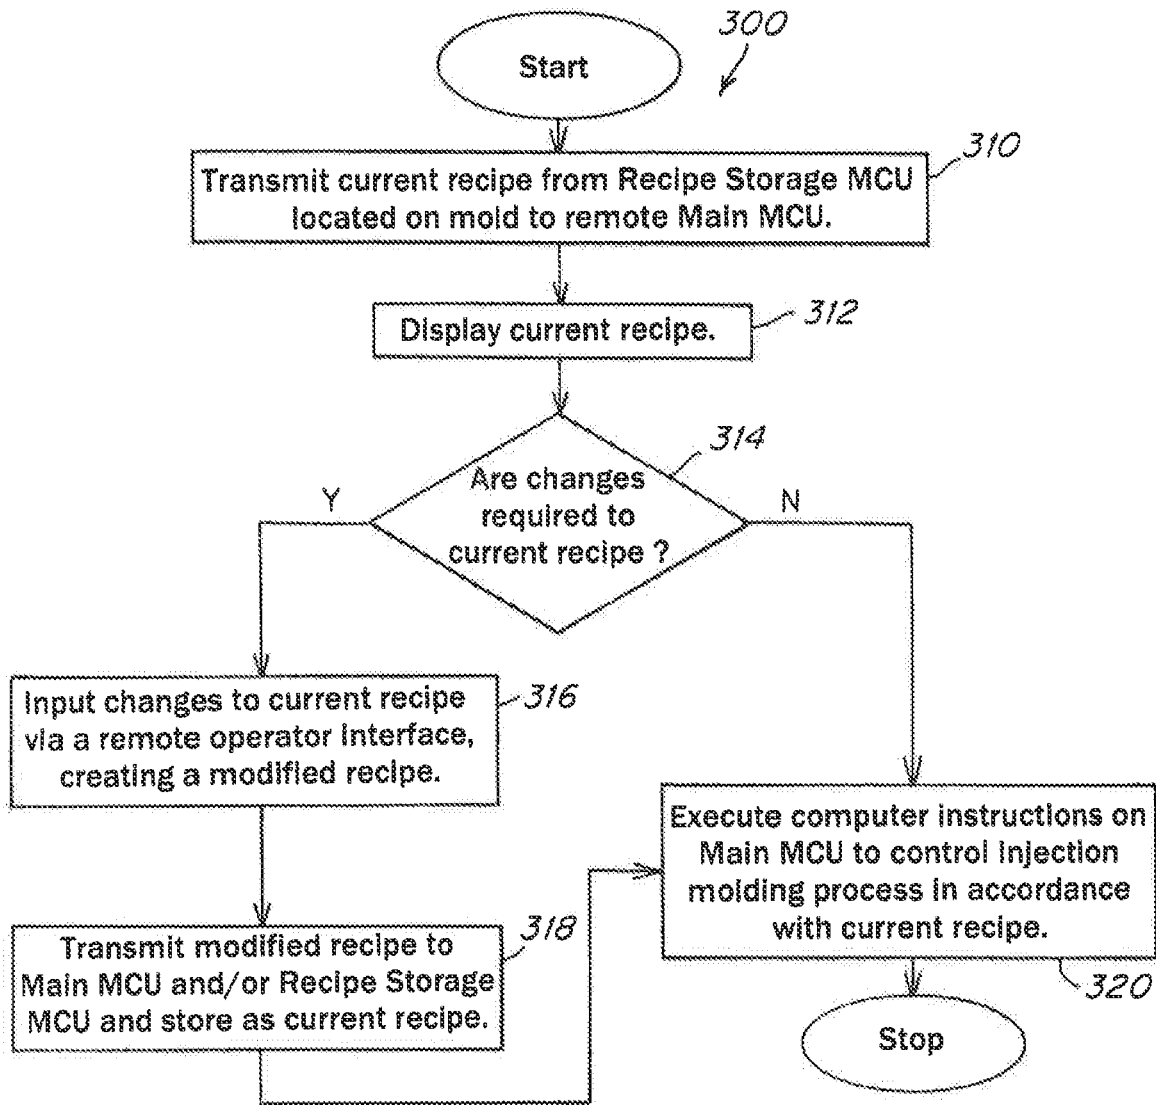 300
Start
310
Transmit current recipe from Recipe Storage MCU
located on mold to remote Main MCU.
312
Display current recipe.
314
Are changes
required to
current recipe ?
Y
N
316
Input changes to current recipe
via a remote operator interface,
creating a modified recipe.
Execute computer instructions on
Main MCU to control injection
molding process in accordance
with current recipe.
318
Transmit modified recipe to
Main MCU and/or Recipe Storage
MCU and store as current recipe.
320
Stop